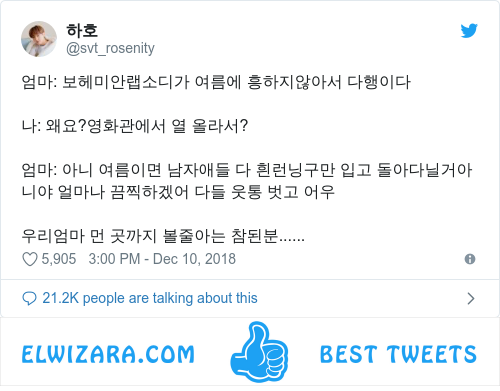 하호
@svt_rosenity
엄마: 보헤미안랩소디가 여름에 흥하지않아서 다행이다
나: 왜요?영화관에서 열 올라서?
엄마: 아니 여름이면 남자애들 다 흰런닝구만 입고 돌아다닐거아
니야 얼마나 끔찍하겠어 다들 웃통 벗고 어우
우리엄마 먼 곳까지 볼줄아는 참된분......
5,905 3:00 PM - Dec 10, 2018
21.2K people are talking about this
ELWIZARA.COM BEST TWEETS